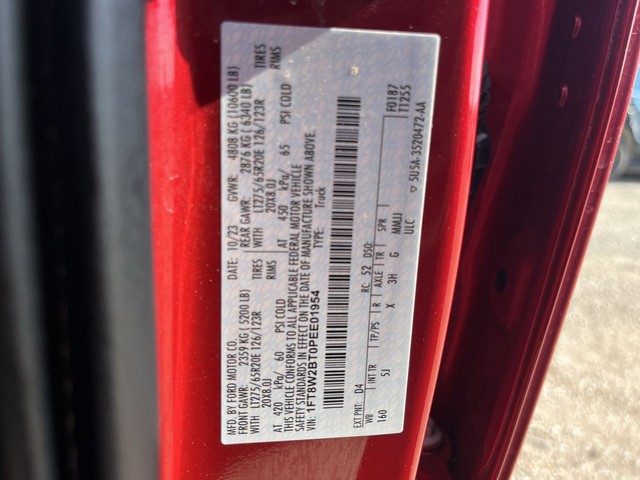 MFD. BY FORD MOTOR CO. DATE: 10/23 GVWR: 4808 KG (10600 LB)
FRONT GAWR: 2359 KG (5200 LB) REAR GAWR: 2876 KG (6340 LB)
WITH LT275/65R20E 126/123R TIRES WITH LT275/65R20E 126/123R TIRES
20X8.0J RIMS 20X8.0J RIMS
AT 420 kPa/ 60 PSI COLD AT 450 kPa/ 65 PSI COLD
THIS VEHICLE CONFORMS TO ALL APPLICABLE FEDERAL MOTOR VEHICLE
SAFETY STANDARDS IN EFFECT ON THE DATE OF MANUFACTURE SHOWN ABOVE.
VIN: 1FT8W2BT0PEE01954 TYPE: Truck
F0187
T1255
EXT PNT: D4 RC: 52 DSO:
WB INT TR TP/PS R AXLE TR SPR
160 5J X 3H G MMJJ
ULC
5U5A-3520472-AA